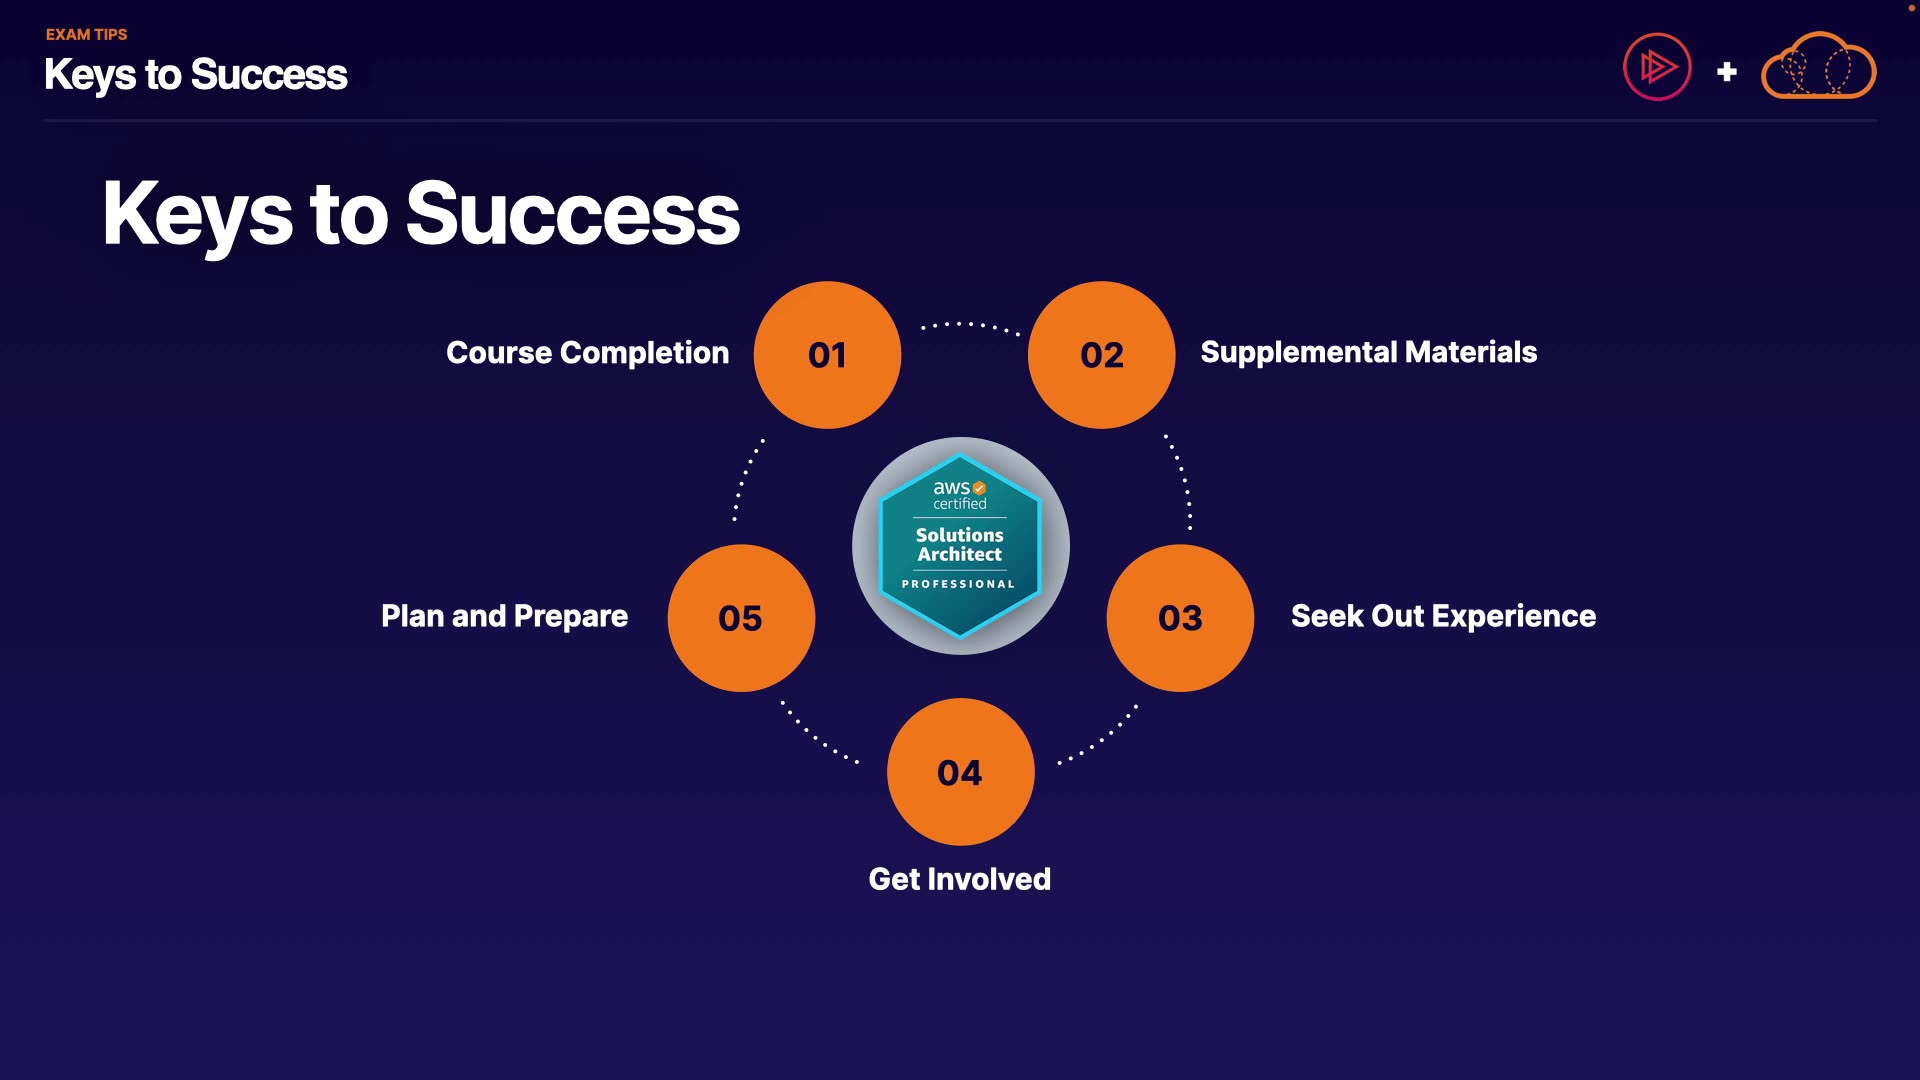 EXAM TIPS
Keys to Success
Keys to Success
Course Completion
01
02
Supplemental Materials
aws
certified
Solutions
Architect
PROFESSIONAL
Plan and Prepare
05
03
Seek Out Experience
04
Get Involved